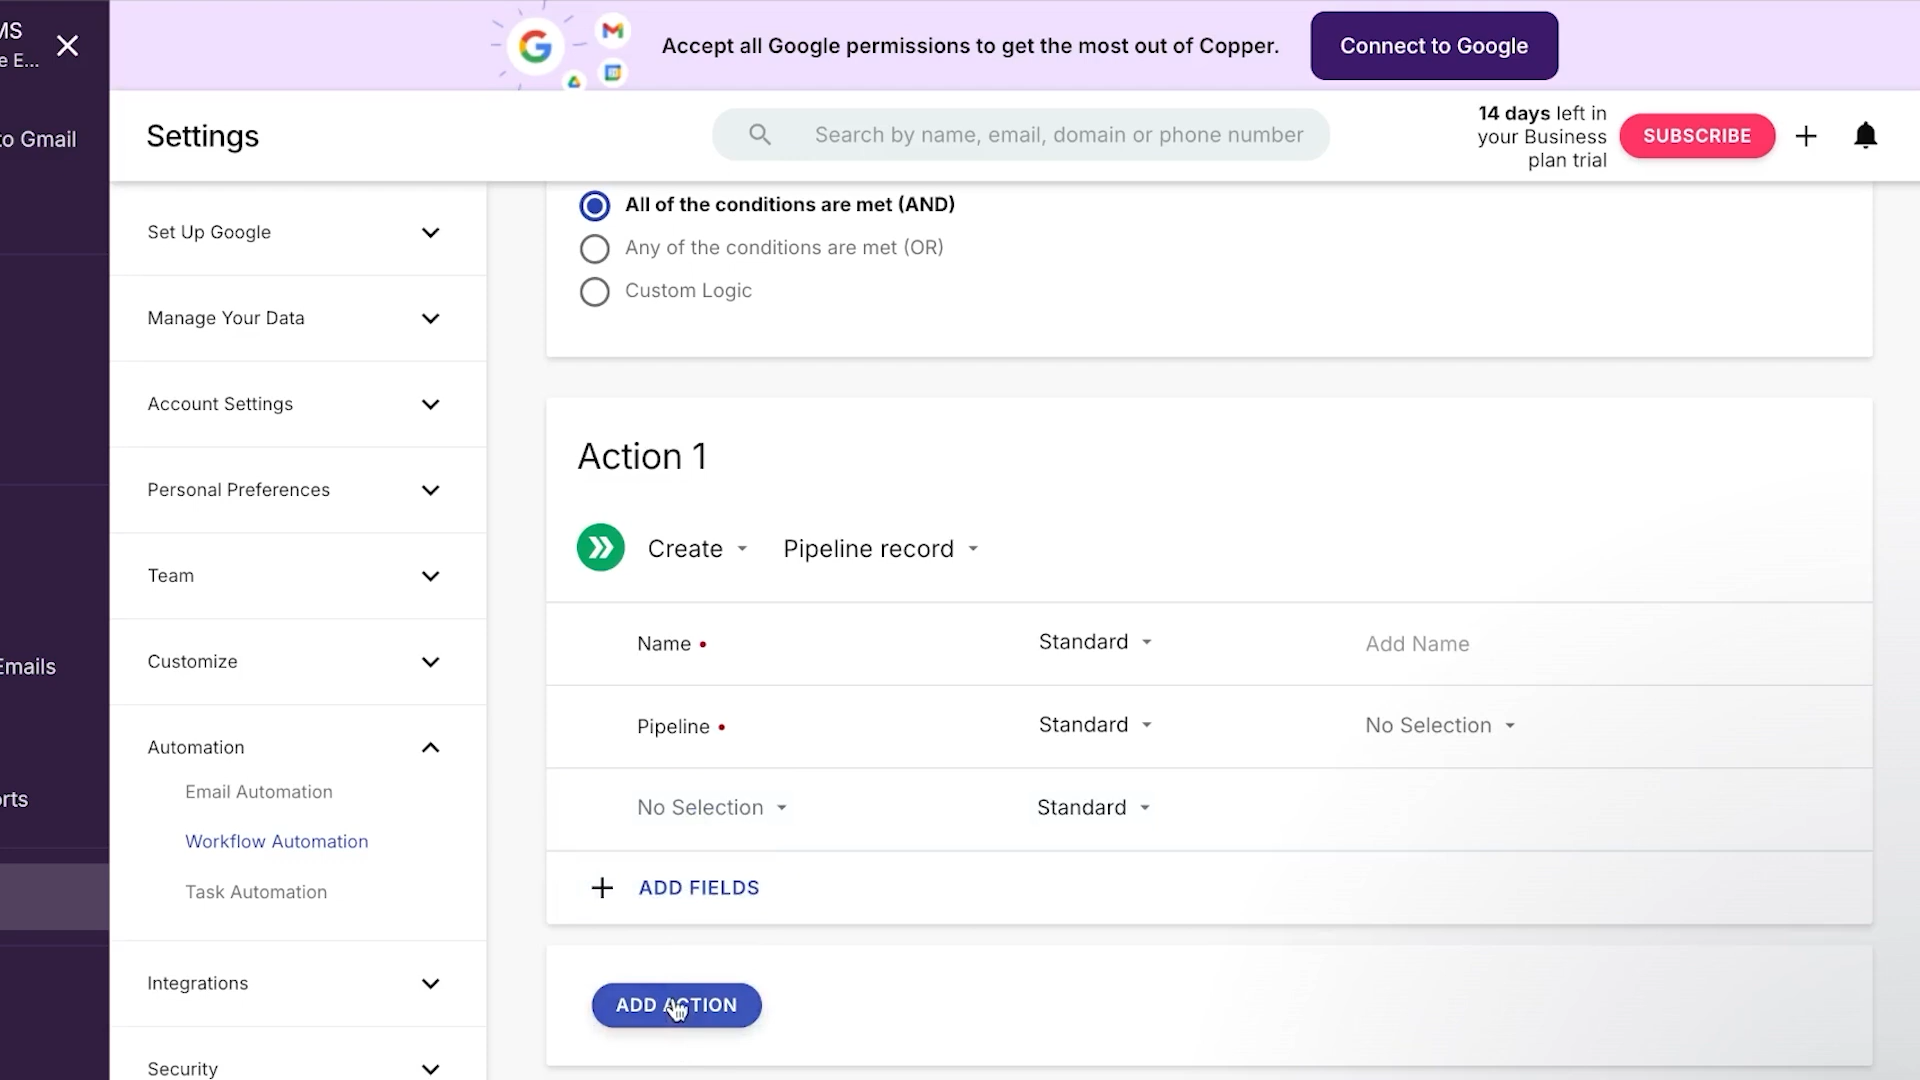 MS
e E...
to Gmail
Emails
orts
Accept all Google permissions to get the most out of Copper.
Connect to Google
Settings
Search by name, email, domain or phone number
14 days left in
your Business
plan trial
SUBSCRIBE
Set Up Google
Manage Your Data
Account Settings
Personal Preferences
Team
Customize
Automation
Email Automation
Workflow Automation
Task Automation
Integrations
Security
All of the conditions are met (AND)
Any of the conditions are met (OR)
Custom Logic
Action 1
Create
Pipeline record
Name •
Standard
Add Name
Pipeline •
Standard
No Selection
No Selection
Standard
+ ADD FIELDS
ADD ACTION